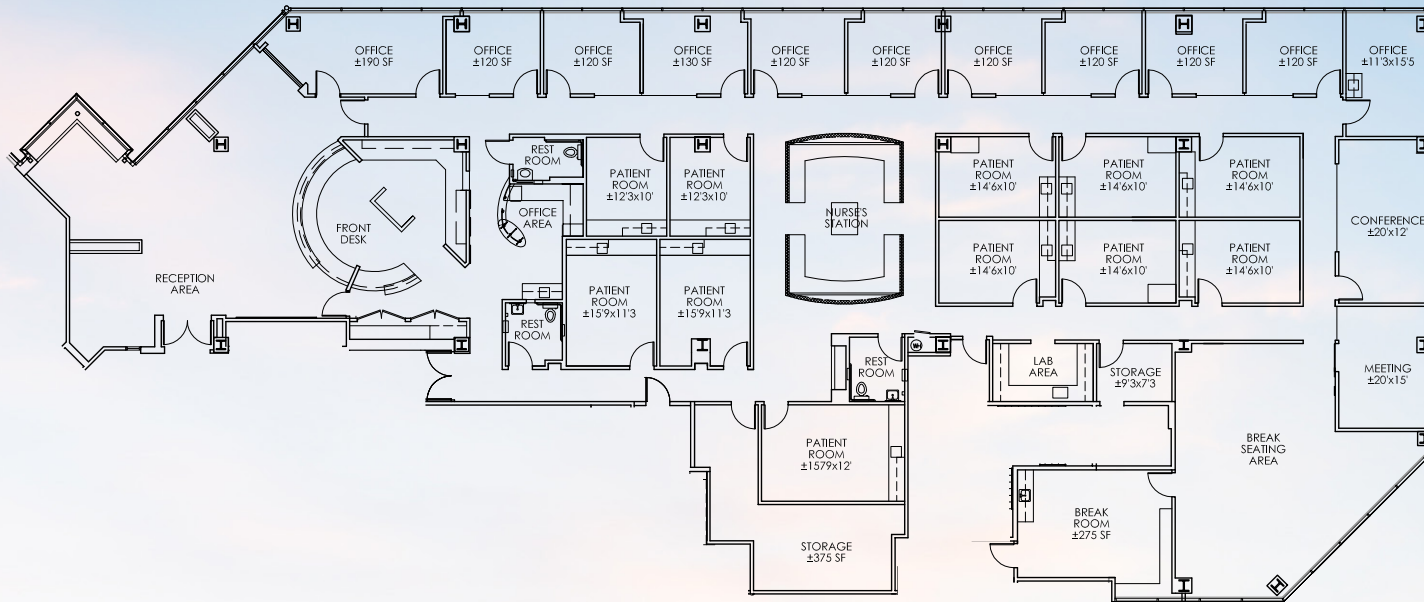 OFFICE
±190 SF
OFFICE
±120 SF
OFFICE
±120 SF
OFFICE
±130 SF
OFFICE
±120 SF
OFFICE
±120 SF
OFFICE
±120 SF
OFFICE
±120 SF
OFFICE
±120 SF
OFFICE
±120 SF
OFFICE
±11'3x15'5
REST
ROOM
PATIENT
ROOM
±12'3x10'
PATIENT
ROOM
±12'3x10'
PATIENT
ROOM
±14'6x10'
PATIENT
ROOM
±14'6x10'
PATIENT
ROOM
±14'6x10'
OFFICE
AREA
NURSE'S
STATION
FRONT
DESK
CONFERENCE
±20'x12'
PATIENT
ROOM
±14'6x10'
PATIENT
ROOM
±14'6x10'
PATIENT
ROOM
±14'6x10'
RECEPTION
AREA
PATIENT
ROOM
±15'9x11'3
PATIENT
ROOM
±15'9x11'3
REST
ROOM
REST
ROOM
WH
LAB
AREA
STORAGE
±9'3x7'3
MEETING
±20'x15'
PATIENT
ROOM
±1579x12'
BREAK
SEATING
AREA
BREAK
ROOM
±275 SF
STORAGE
±375 SF